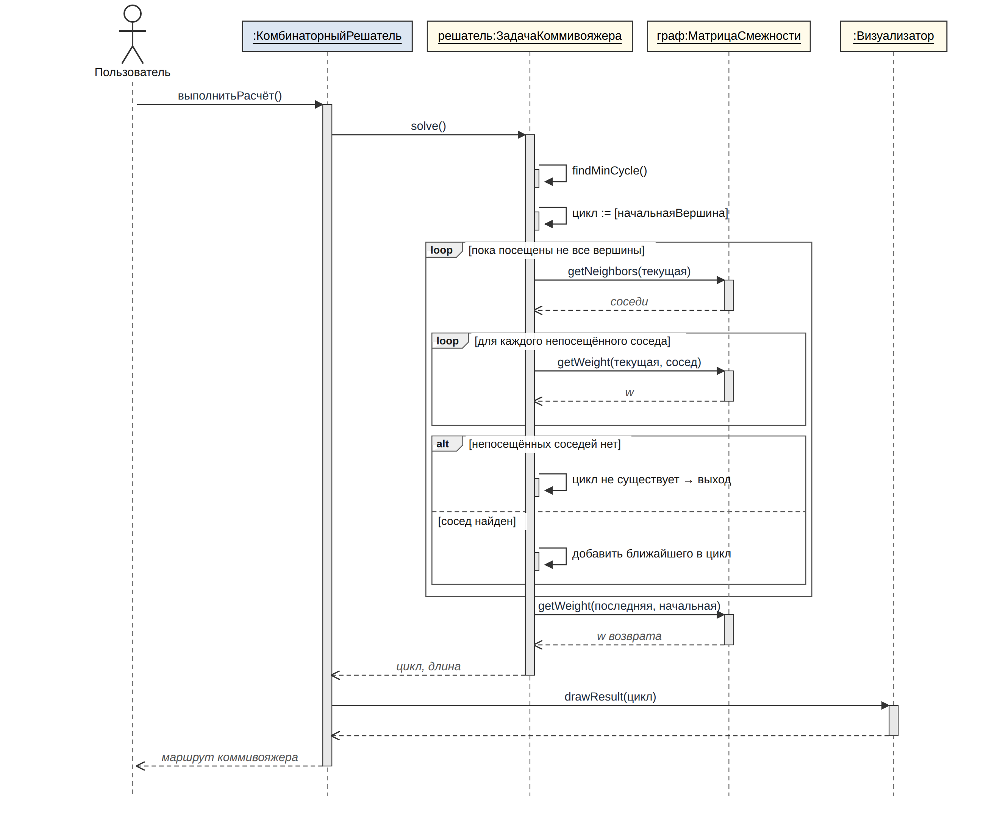 :КомбинаторныйРешатель
решатель:ЗадачаКоммивояжера
граф:МатрицаСмежности
:Визуализатор
Пользователь
выполнитьРасчёт()
solve()
findMinCycle()
цикл := [начальнаяВершина]
loop [пока посещены не все вершины]
getNeighbors(текущая)
соседи
loop [для каждого непосещённого соседа]
getWeight(текущая, сосед)
w
alt [непосещённых соседей нет]
цикл не существует → выход
[сосед найден]
добавить ближайшего в цикл
getWeight(последняя, начальная)
w возврата
цикл, длина
drawResult(цикл)
маршрут коммивояжера